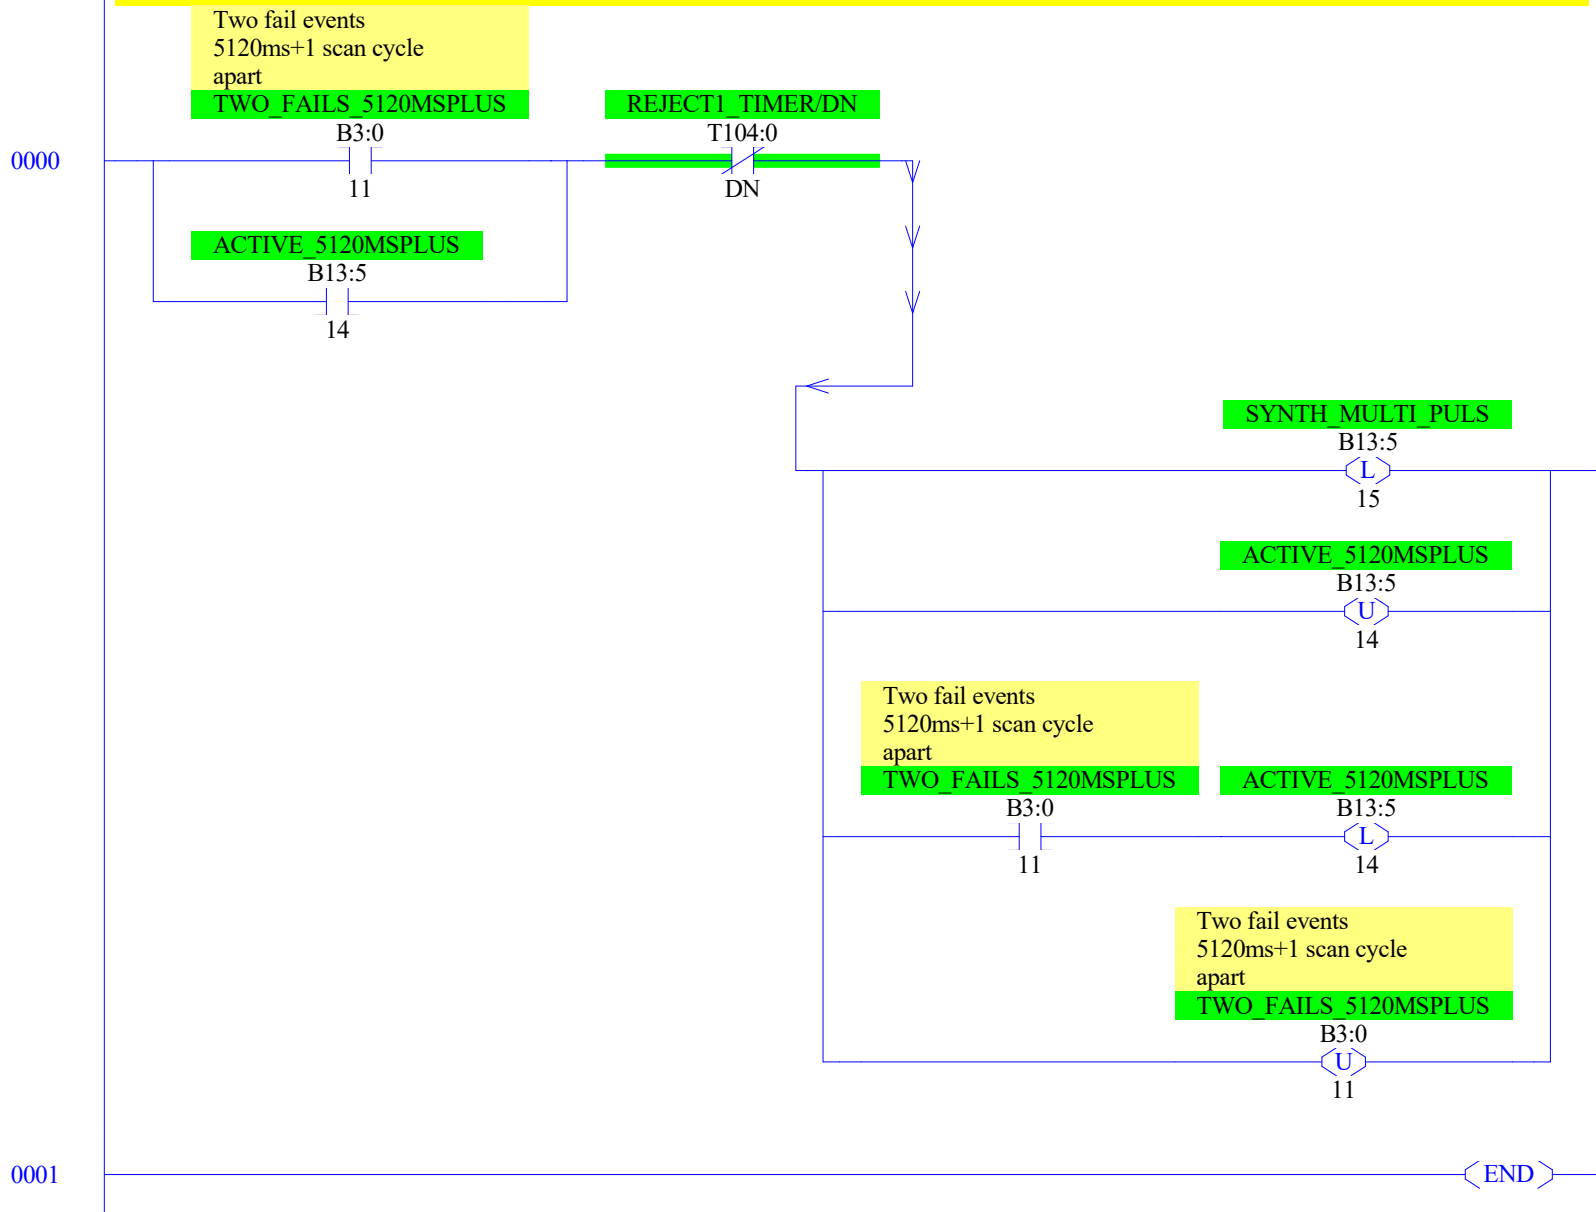 Two fail events
5120ms+1 scan cycle
apart
TWO_FAILS_5120MSPLUS
B3:0
11
REJECT1_TIMER/DN
T104:0
DN
0000
ACTIVE_5120MSPLUS
B13:5
14
SYNTH_MULTI_PULS
B13:5
L
15
ACTIVE_5120MSPLUS
B13:5
U
14
Two fail events
5120ms+1 scan cycle
apart
TWO_FAILS_5120MSPLUS
B3:0
11
ACTIVE_5120MSPLUS
B13:5
L
14
Two fail events
5120ms+1 scan cycle
apart
TWO_FAILS_5120MSPLUS
B3:0
U
11
0001
END